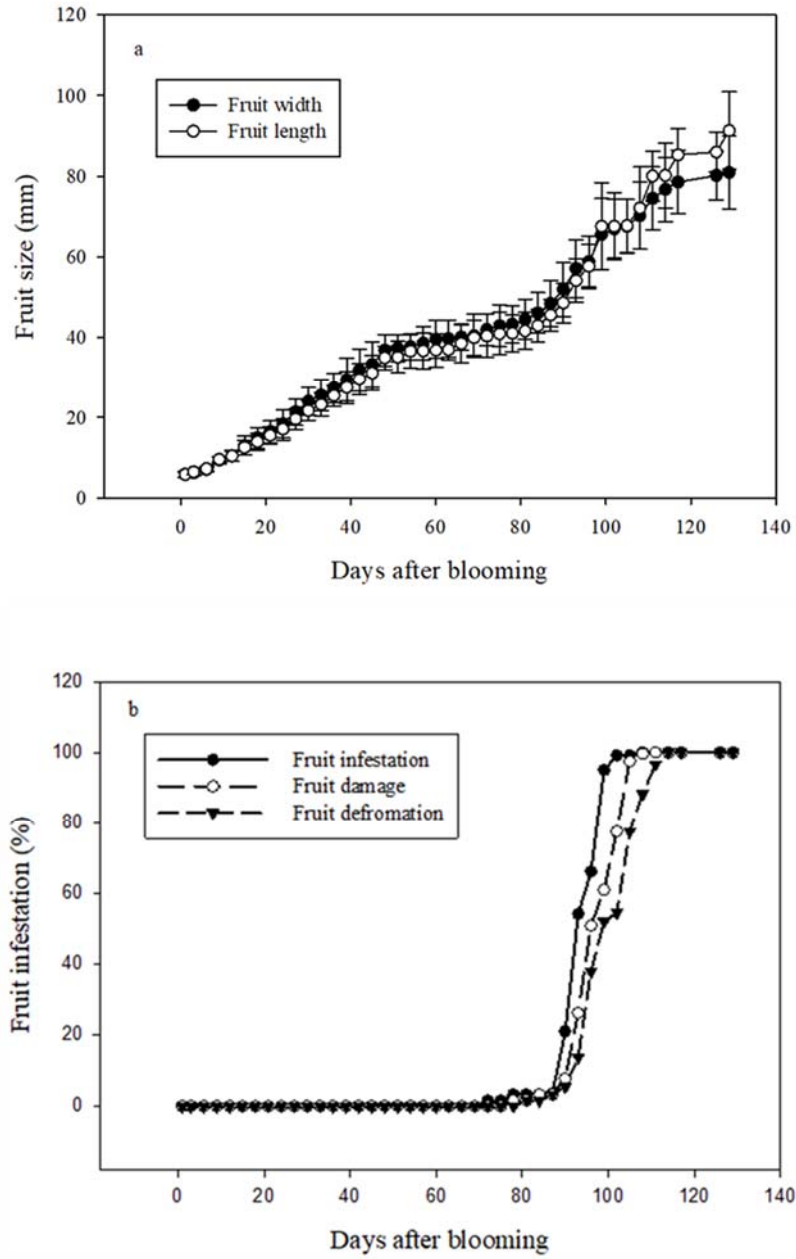 120
a
100
Fruit width
Fruit length
80
60
40
20
0
Fruit size (mm)
0 20 40 60 80 100 120 140
Days after blooming
120
b
100
Fruit infestation
Fruit damage
Fruit defromation
80
60
40
20
0
Fruit infestation (%)
0 20 40 60 80 100 120 140
Days after blooming